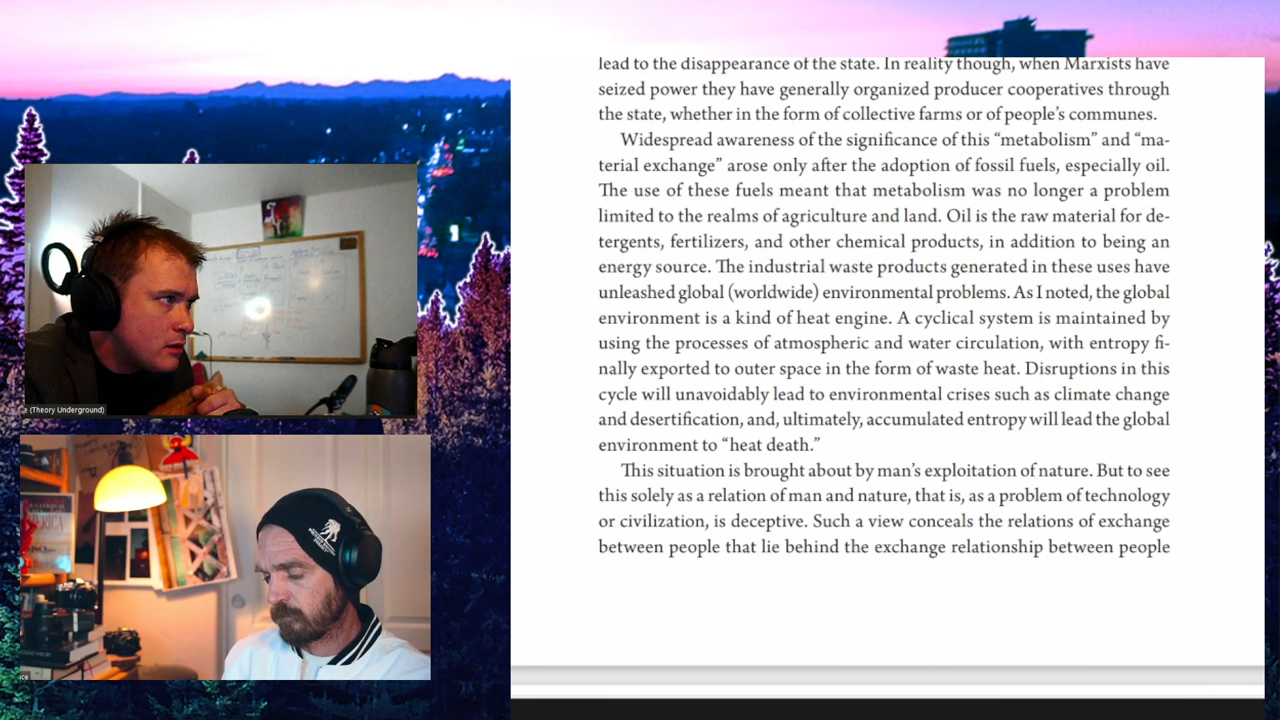 lead to the disappearance of the state. In reality though, when Marxists have
seized power they have generally organized producer cooperatives through
the state, whether in the form of collective farms or of people’s communes.
Widespread awareness of the significance of this “metabolism” and “ma-
terial exchange” arose only after the adoption of fossil fuels, especially oil.
The use of these fuels meant that metabolism was no longer a problem
limited to the realms of agriculture and land. Oil is the raw material for de-
tergents, fertilizers, and other chemical products, in addition to being an
energy source. The industrial waste products generated in these uses have
unleashed global (worldwide) environmental problems. As I noted, the global
environment is a kind of heat engine. A cyclical system is maintained by
using the processes of atmospheric and water circulation, with entropy fi-
nally exported to outer space in the form of waste heat. Disruptions in this
cycle will unavoidably lead to environmental crises such as climate change
and desertification, and, ultimately, accumulated entropy will lead the global
environment to “heat death.”
This situation is brought about by man’s exploitation of nature. But to see
this solely as a relation of man and nature, that is, as a problem of technology
or civilization, is deceptive. Such a view conceals the relations of exchange
between people that lie behind the exchange relationship between people
e (Theory Underground)